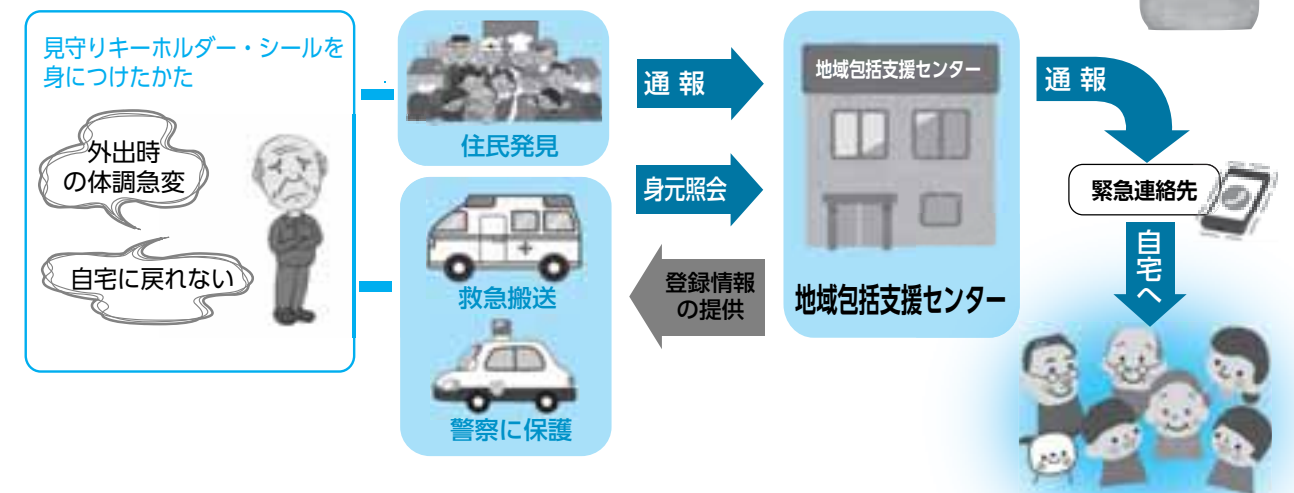 見守りキーホルダー・シールを
身につけたかた
外出時
の体調急変
自宅に戻れない
住民発見
救急搬送
警察に保護
通報
身元照会
登録情報
の提供
地域包括支援センター
地域包括支援センター
通報
緊急連絡先
自宅へ